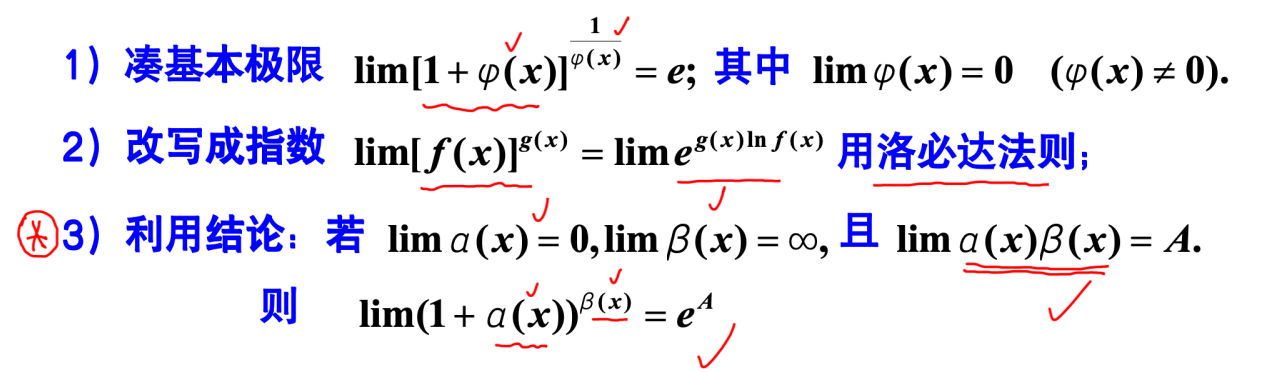 1) 凑基本极限 lim[1 + φ(x)]^{\frac{1}{φ(x)}} = e; 其中 lim φ(x) = 0 (φ(x) ≠ 0).
2) 改写成指数 lim[f(x)]^{g(x)} = lim e^{g(x) ln f(x)} 用洛必达法则;
3) 利用结论: 若 lim α(x) = 0, lim β(x) = ∞, 且 lim α(x)β(x) = A.
则 lim(1 + α(x))^{β(x)} = e^A